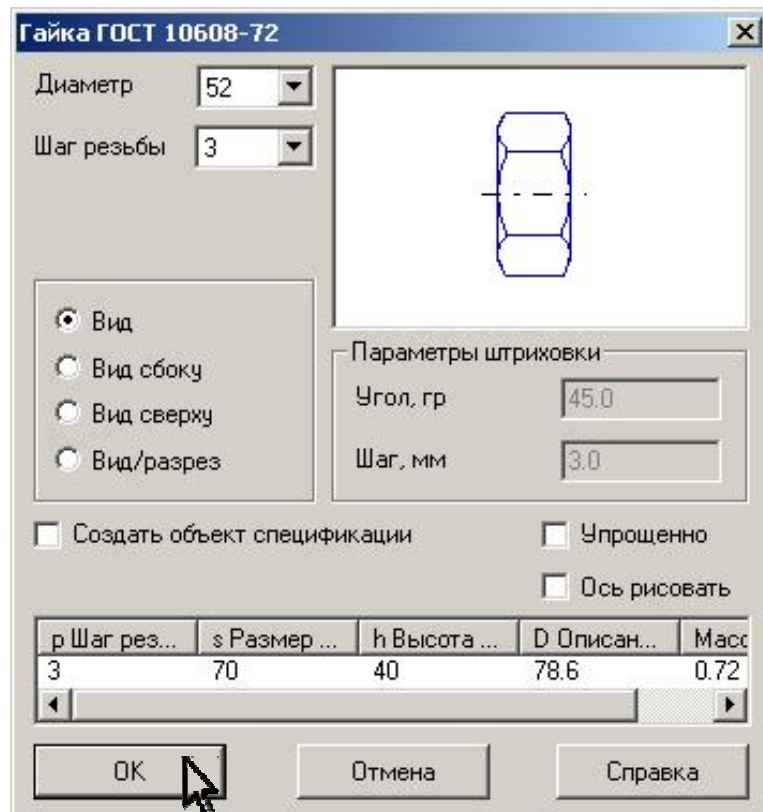 Гайка ГОСТ 10608-72
Диаметр 52
Шаг резьбы 3
Вид
Вид сбоку
Вид сверху
Вид/разрез
Параметры штриховки
Угол, гр 45.0
Шаг, мм 3.0
Создать объект спецификации
Упрощенно
Ось рисовать
p Шаг рез... s Размер ... h Высота ... D Описан... Масс
3 70 40 78.6 0.72
OK Отмена Справка